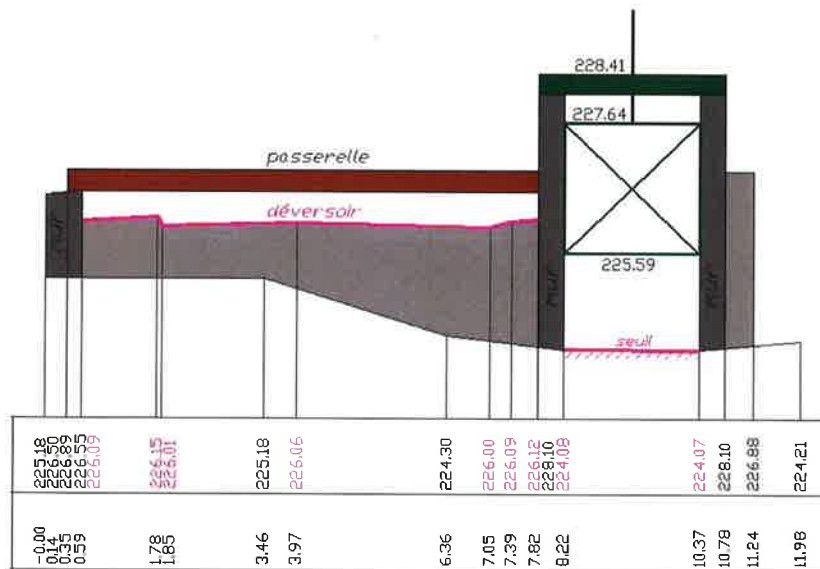 228.41
227.64
passerelle
déversoir
mur
mur
mur
225.59
seuil
225.18 226.50 226.89 226.55 226.09 226.15 226.01 225.18 226.06 224.30 226.00 226.09 226.12 228.10 224.08 224.07 228.10 226.88 224.21
-0.00 0.14 0.35 0.59 1.78 1.85 3.46 3.97 6.36 7.05 7.39 7.82 8.22 10.37 10.78 11.24 11.98